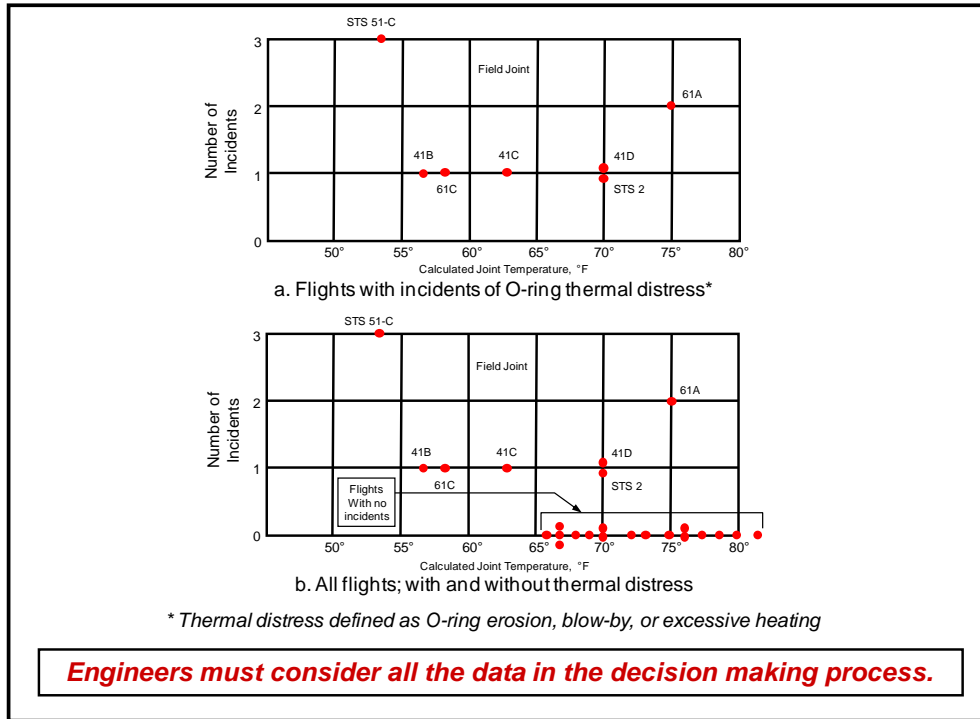 STS 51-C
3
Field Joint
61A
2
Number of
Incidents
41B
41C
41D
1
61C
STS 2
0
50° 55° 60° 65° 70° 75° 80°
Calculated Joint Temperature, °F
a. Flights with incidents of O-ring thermal distress*
STS 51-C
3
Field Joint
61A
2
Number of
Incidents
41B
41C
41D
1
61C
STS 2
Flights
With no
incidents
0
50° 55° 60° 65° 70° 75° 80°
Calculated Joint Temperature, °F
b. All flights; with and without thermal distress
* Thermal distress defined as O-ring erosion, blow-by, or excessive heating
Engineers must consider all the data in the decision making process.